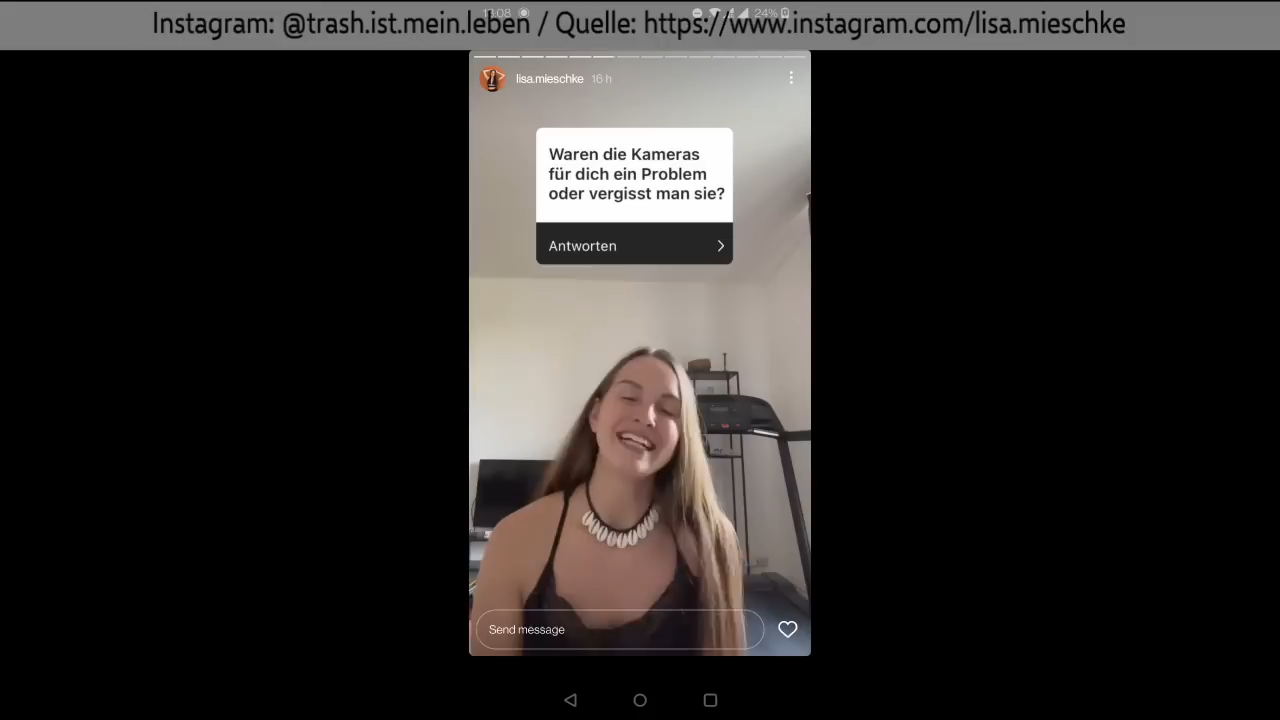 Instagram: @trash.ist.mein.leben / Quelle: https://www.instagram.com/lisa.mieschke
24%
lisa.mieschke 16 h
Waren die Kameras
für dich ein Problem
oder vergisst man sie?
Antworten
Send message